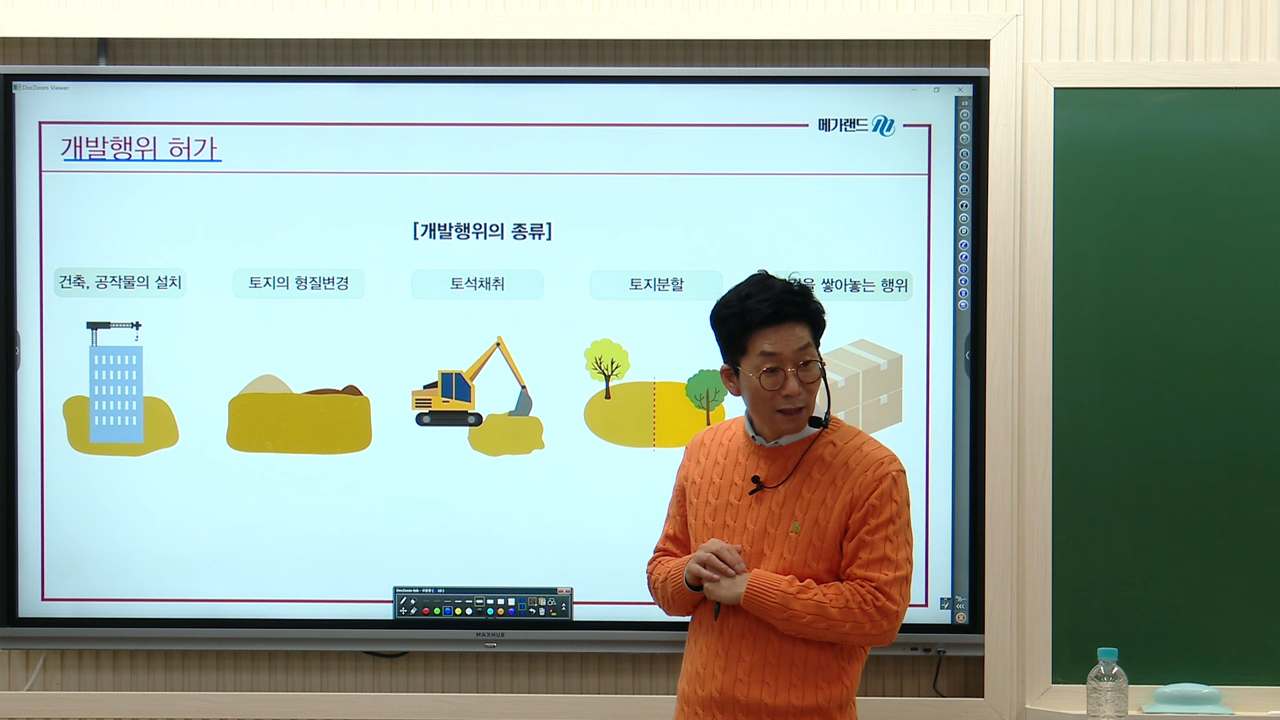 DocZoom Viewer
메가랜드
개발행위 허가
[개발행위의 종류]
건축, 공작물의 설치
토지의 형질변경
토석채취
토지분할
쌓아놓는 행위
MAXHUB